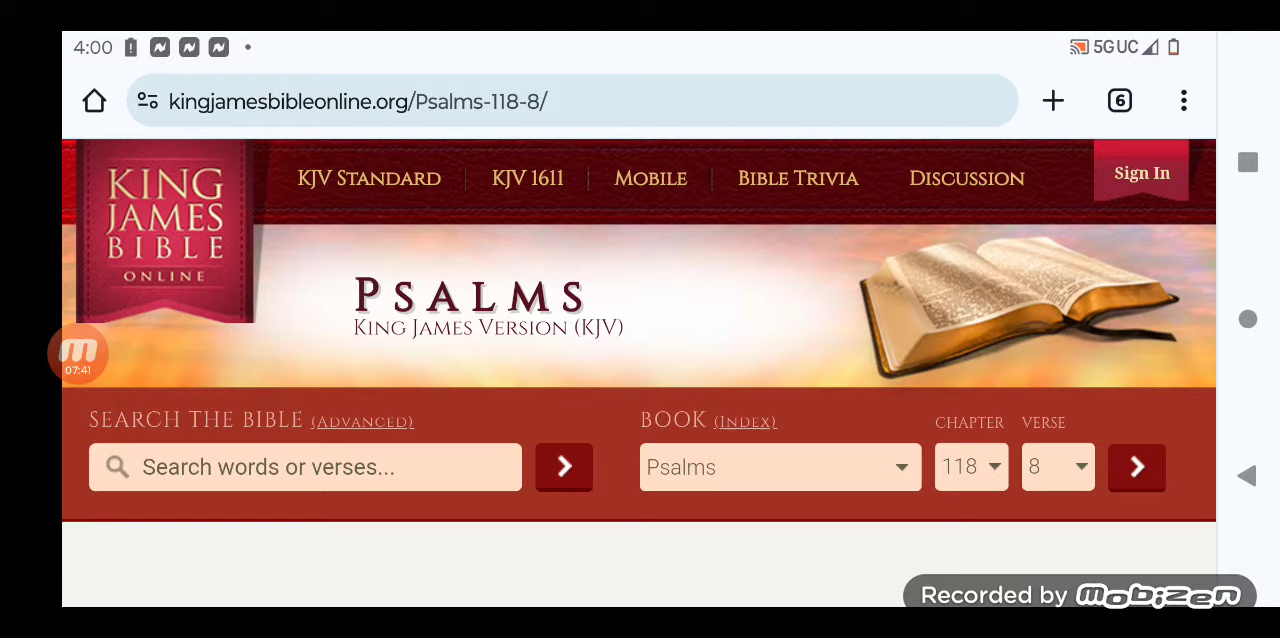 4:00
5G UC
kingjamesbibleonline.org/Psalms-118-8/
6
KING
JAMES
BIBLE
ONLINE
KJV STANDARD
KJV 1611
MOBILE
BIBLE TRIVIA
DISCUSSION
Sign In
PSALMS
KING JAMES VERSION (KJV)
07:41
SEARCH THE BIBLE (ADVANCED)
BOOK (INDEX)
CHAPTER
VERSE
Search words or verses...
Psalms
118
8
Recorded by mobizen